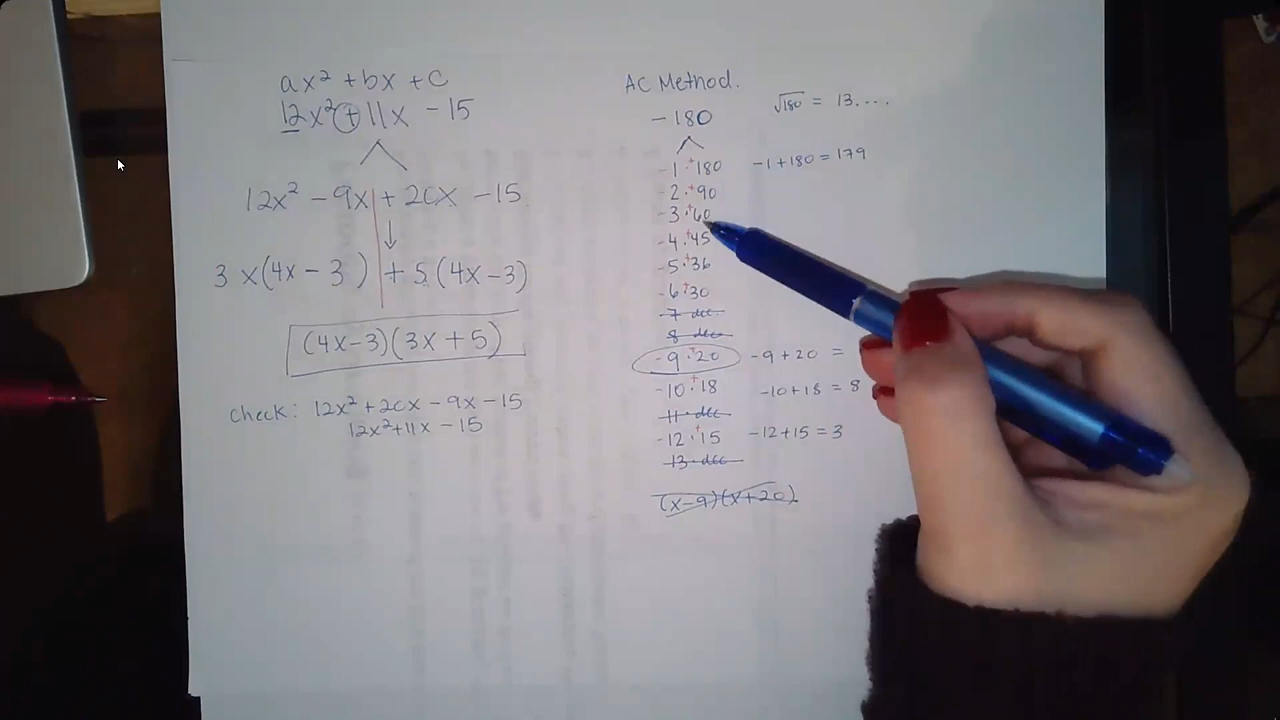 ax² + bx + c
12x² + 11x - 15
12x² - 9x + 20x - 15
3x(4x - 3) + 5(4x - 3)
(4x-3)(3x + 5)
check: 12x² + 20x - 9x - 15
12x² + 11x - 15
AC Method.
-180
√180 = 13....
-1 · +180 -1 + 180 = 179
-2 · +90
-3 · +60
-4 · +45
-5 · +36
-6 · +30
7 dec.
8 dec
-9 · +20 -9 + 20 =
-10 · +18 -10 + 18 = 8
11 · dec
-12 · +15 -12 + 15 = 3
13 · dec
(x-9)(x+20)